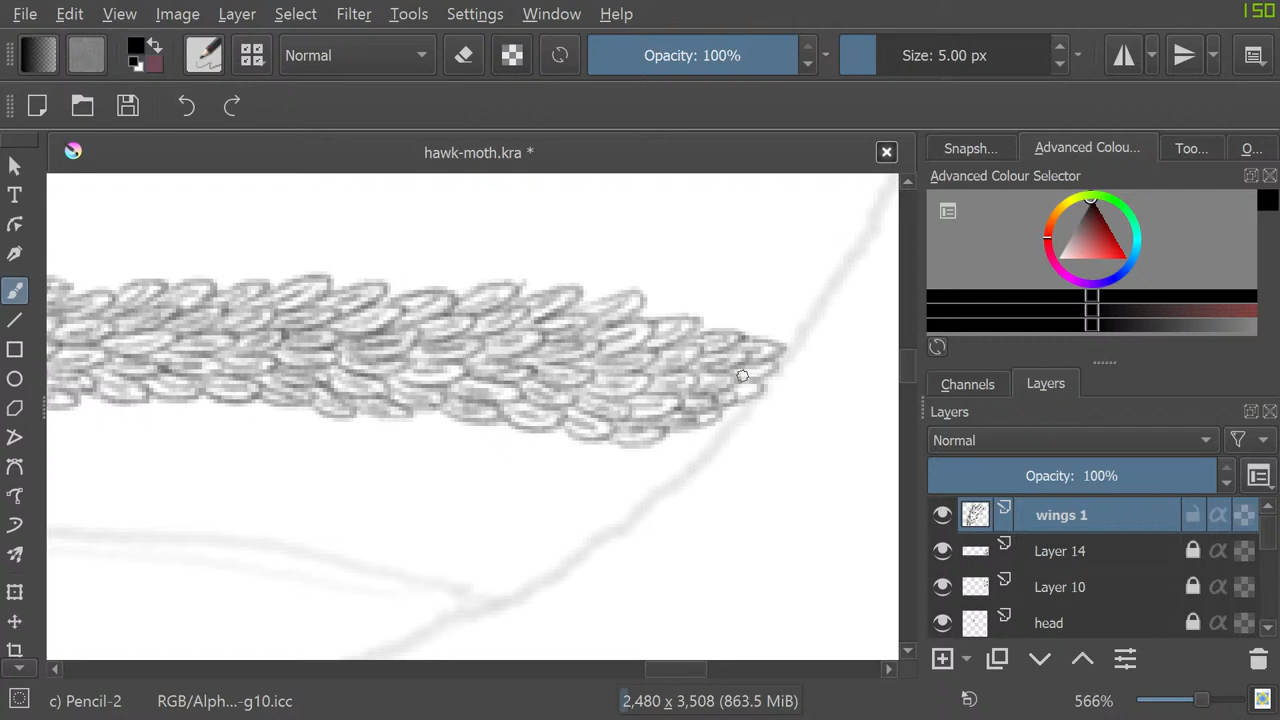 File Edit View Image Layer Select Filter Tools Settings Window Help
150
Normal
Opacity: 100%
Size: 5.00 px
hawk-moth.kra *
Snapsh...
Advanced Colou...
Too...
O...
Advanced Colour Selector
Channels
Layers
Layers
Normal
Opacity: 100%
wings 1
Layer 14
Layer 10
head
c) Pencil-2
RGB/Alph...-g10.icc
2,480 x 3,508 (863.5 MiB)
566%